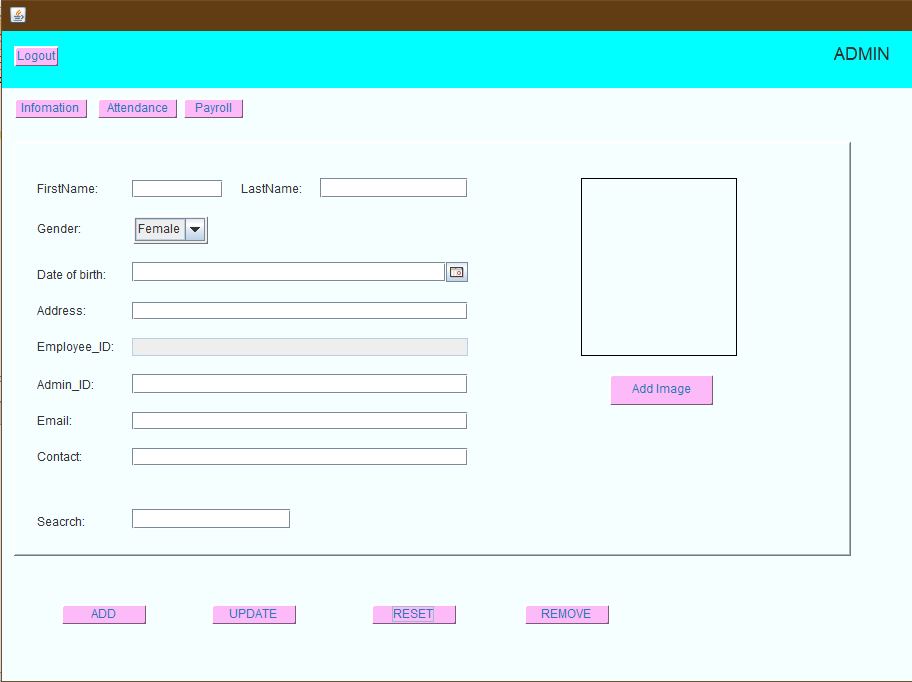 Logout
ADMIN
Infomation Attendance Payroll
FirstName: LastName:
Gender: Female
Date of birth:
Address:
Employee_ID:
Admin_ID:
Add Image
Email:
Contact:
Seacrch:
ADD UPDATE RESET REMOVE